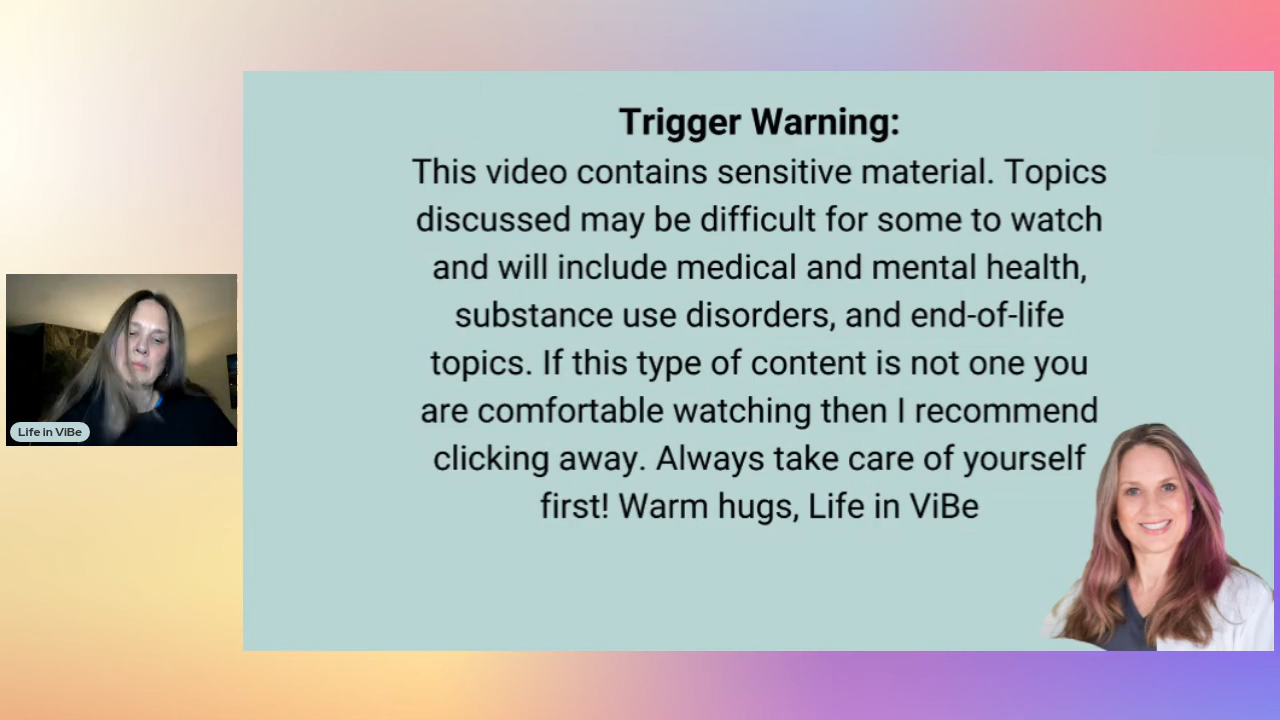 Trigger Warning:
This video contains sensitive material. Topics
discussed may be difficult for some to watch
and will include medical and mental health,
substance use disorders, and end-of-life
topics. If this type of content is not one you
are comfortable watching then I recommend
clicking away. Always take care of yourself
first! Warm hugs, Life in ViBe
Life in ViBe